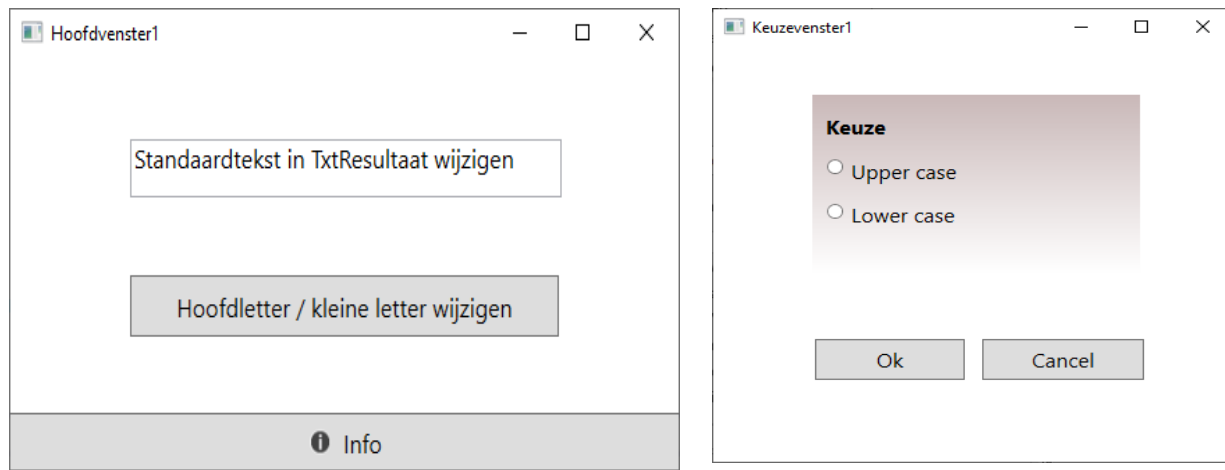 Hoofdvenster1
Standaardtekst in TxtResultaat wijzigen
Hoofdletter / kleine letter wijzigen
Info
Keuzevenster1
Keuze
Upper case
Lower case
Ok
Cancel